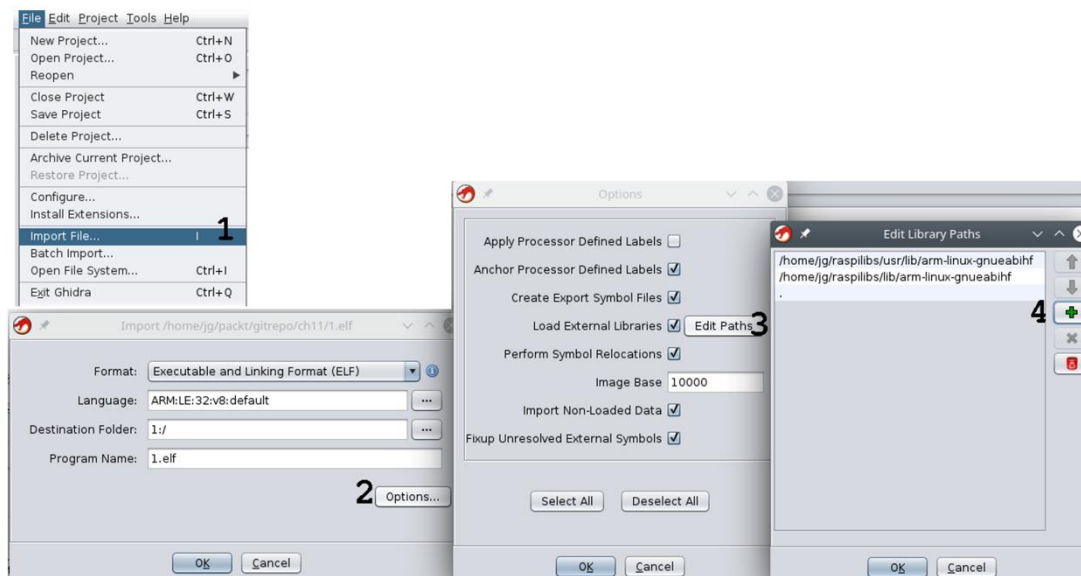 File Edit Project Tools Help
New Project... Ctrl+N
Open Project... Ctrl+O
Reopen
Close Project Ctrl+W
Save Project Ctrl+S
Delete Project...
Archive Current Project...
Restore Project...
Configure...
Install Extensions...
Import File... I 1
Batch Import...
Open File System... Ctrl+I
Exit Ghidra Ctrl+Q
Import /home/jg/packt/gitrepo/ch11/1.elf
Format: Executable and Linking Format (ELF)
Language: ARM:LE:32:v8:default ...
Destination Folder: 1:/ ...
Program Name: 1.elf
2 Options...
OK Cancel
Options
Apply Processor Defined Labels
Anchor Processor Defined Labels
Create Export Symbol Files
Load External Libraries Edit Paths 3
Perform Symbol Relocations
Image Base 10000
Import Non-Loaded Data
Fixup Unresolved External Symbols
Select All Deselect All
OK Cancel
Edit Library Paths
/home/jg/raspilibs/usr/lib/arm-linux-gnueabihf
/home/jg/raspilibs/lib/arm-linux-gnueabihf
.
4
OK Cancel